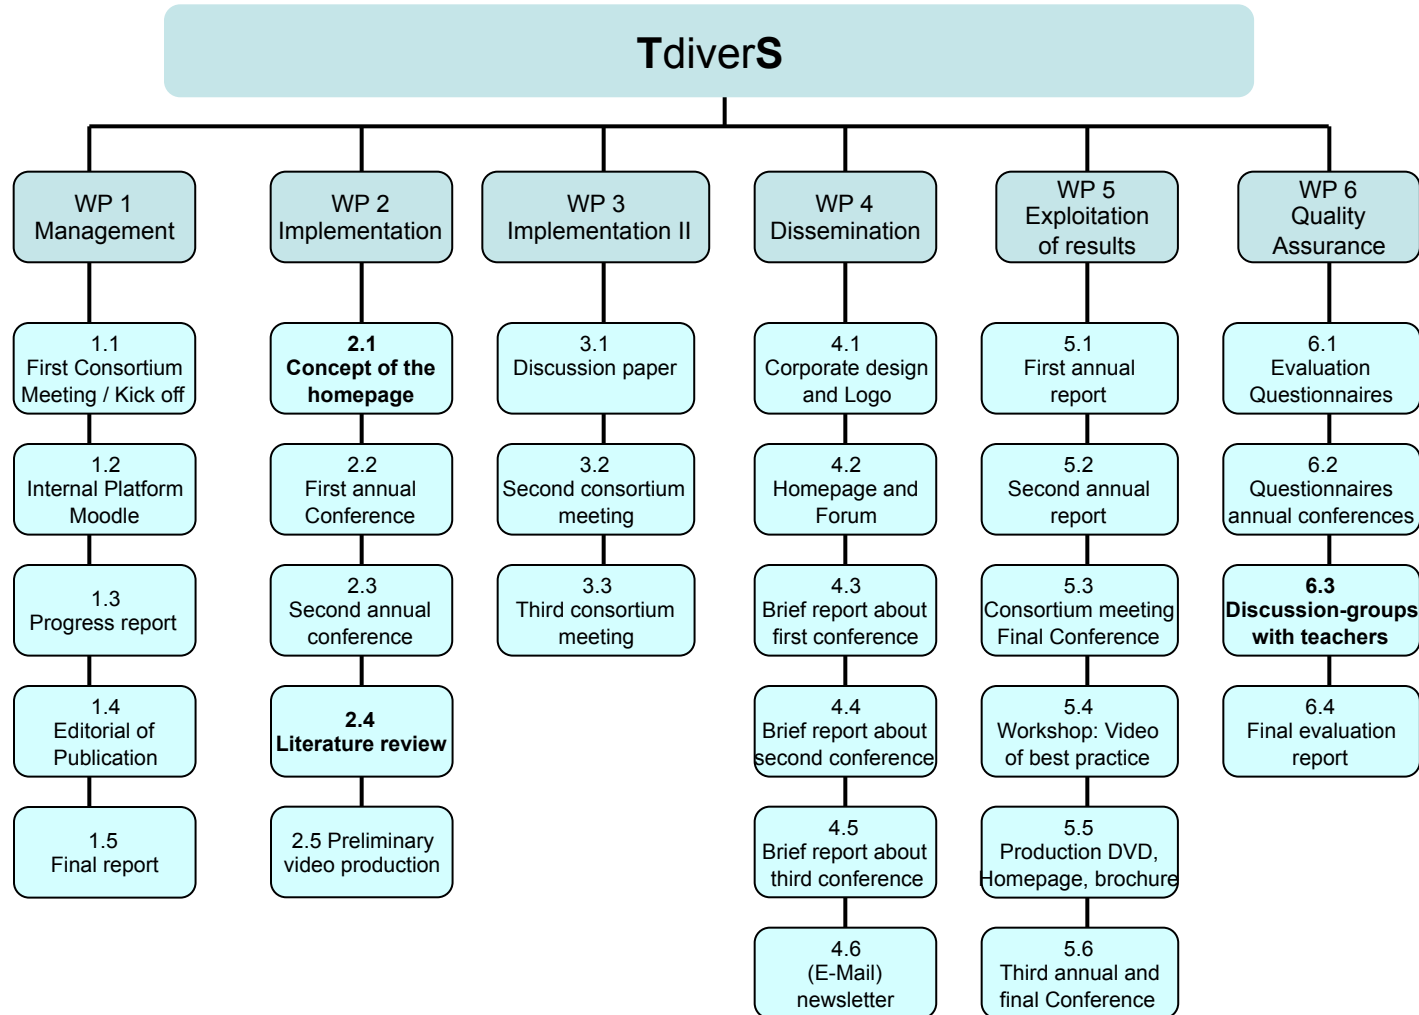 TdiverS
WP 1
Management
WP 2
Implementation
WP 3
Implementation II
WP 4
Dissemination
WP 5
Exploitation
of results
WP 6
Quality
Assurance
1.1
First Consortium
Meeting / Kick off
1.2
Internal Platform
Moodle
1.3
Progress report
1.4
Editorial of
Publication
1.5
Final report
2.1
Concept of the
homepage
2.2
First annual
Conference
2.3
Second annual
conference
2.4
Literature review
2.5 Preliminary
video production
3.1
Discussion paper
3.2
Second consortium
meeting
3.3
Third consortium
meeting
4.1
Corporate design
and Logo
4.2
Homepage and
Forum
4.3
Brief report about
first conference
4.4
Brief report about
second conference
4.5
Brief report about
third conference
4.6
(E-Mail)
newsletter
5.1
First annual
report
5.2
Second annual
report
5.3
Consortium meeting
Final Conference
5.4
Workshop: Video
of best practice
5.5
Production DVD,
Homepage, brochure
5.6
Third annual and
final Conference
6.1
Evaluation
Questionnaires
6.2
Questionnaires
annual conferences
6.3
Discussion-groups
with teachers
6.4
Final evaluation
report